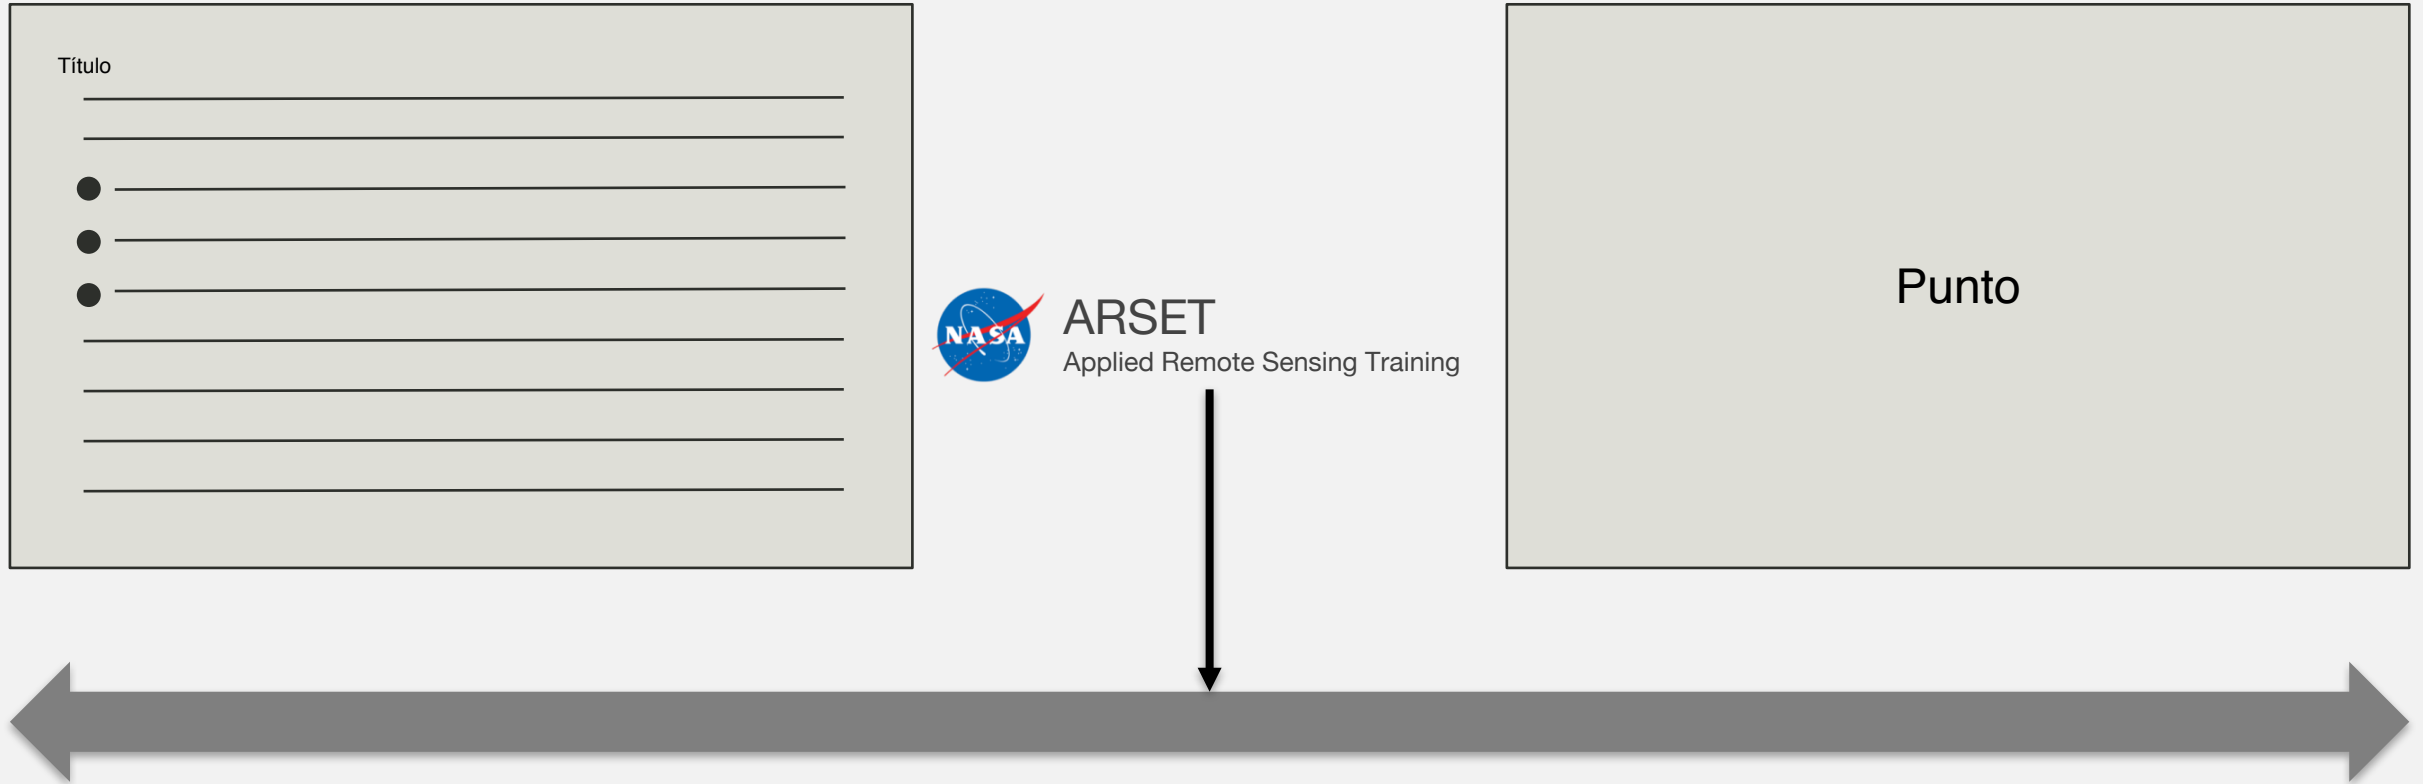 Título
NASA
ARSET
Applied Remote Sensing Training
Punto